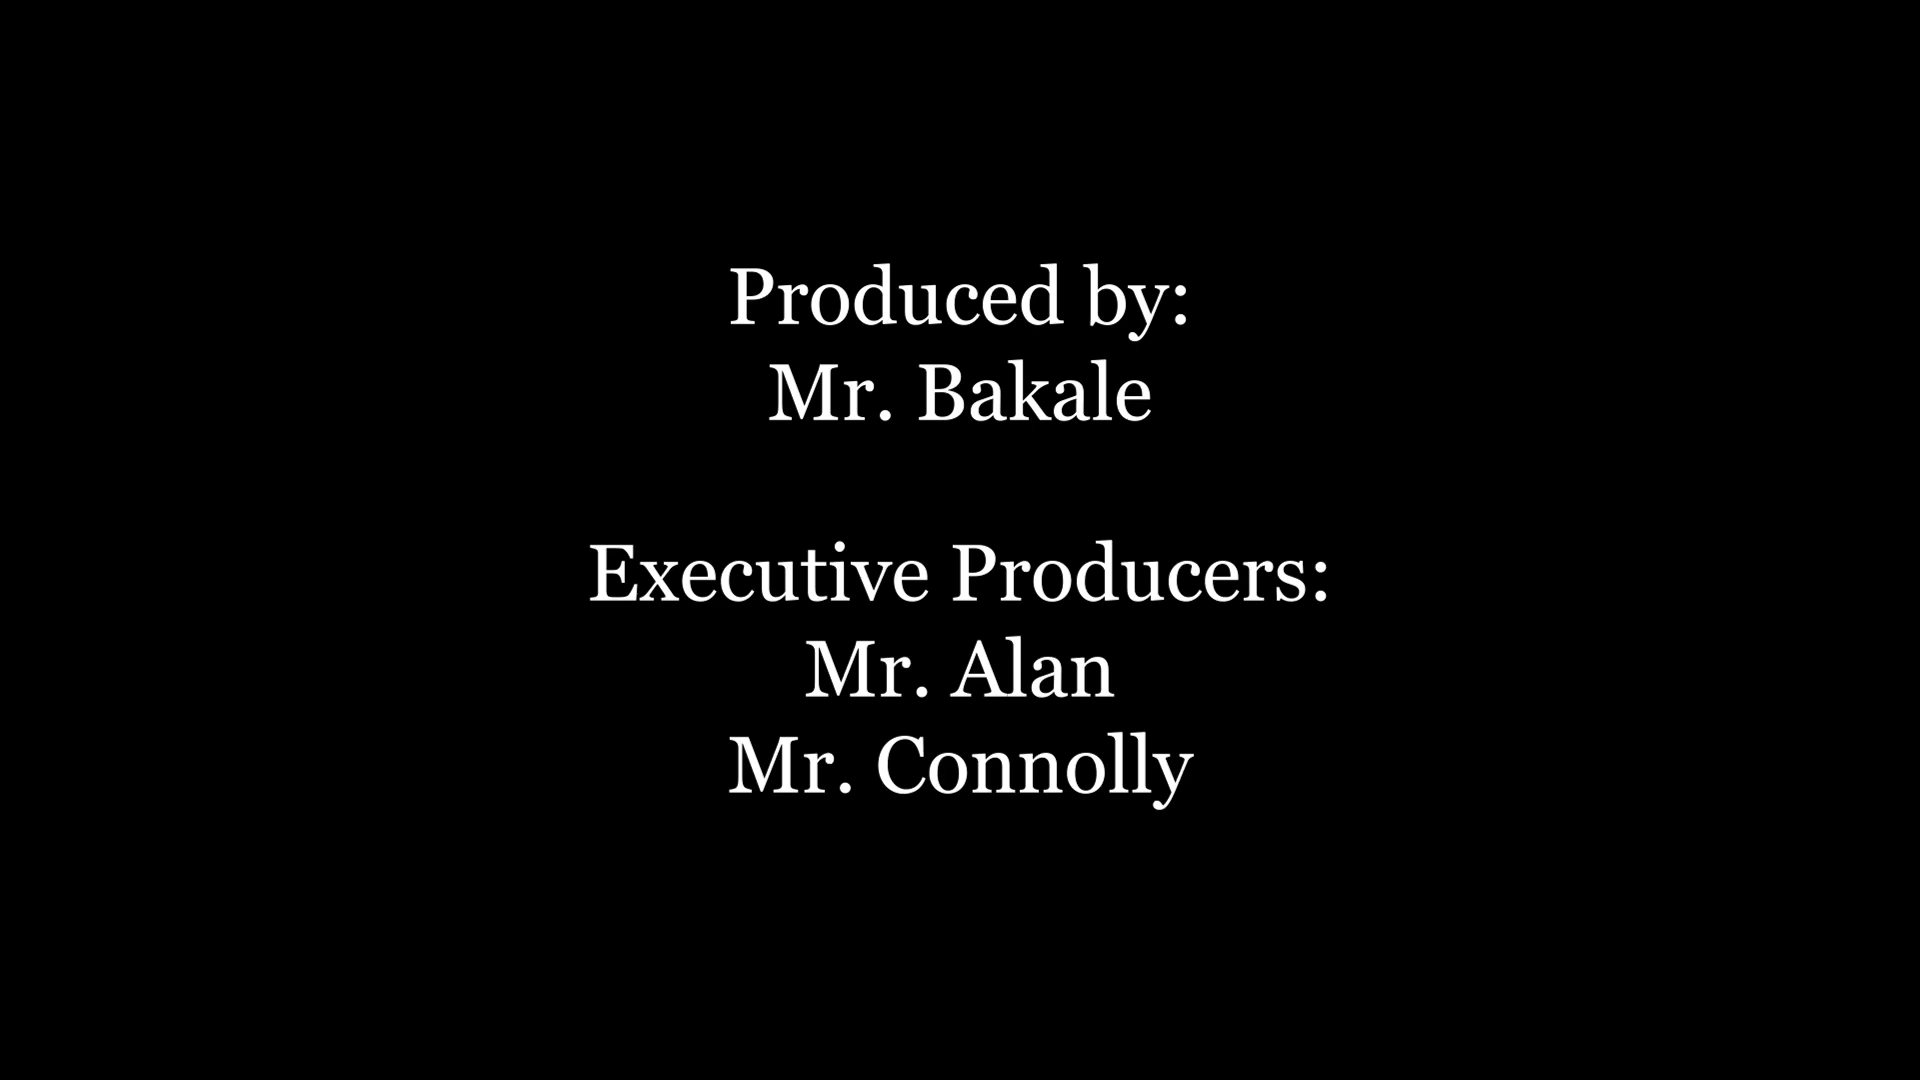 Produced by:
Mr. Bakale
Executive Producers:
Mr. Alan
Mr. Connolly